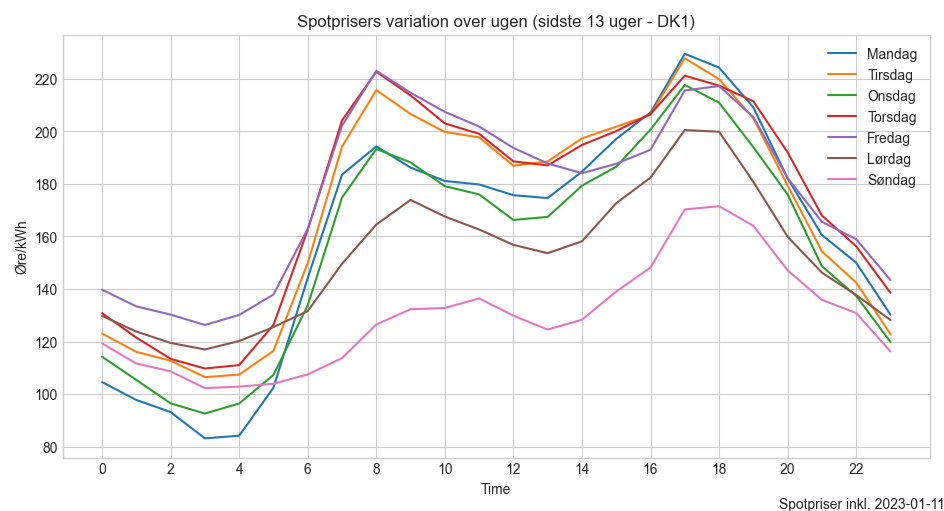 Spotprisers variation over ugen (sidste 13 uger - DK1)
Mandag
Tirsdag
Onsdag
Torsdag
Fredag
Lørdag
Søndag
Øre/kWh
220
200
180
160
140
120
100
80
0 2 4 6 8 10 12 14 16 18 20 22
Time
Spotpriser inkl. 2023-01-11